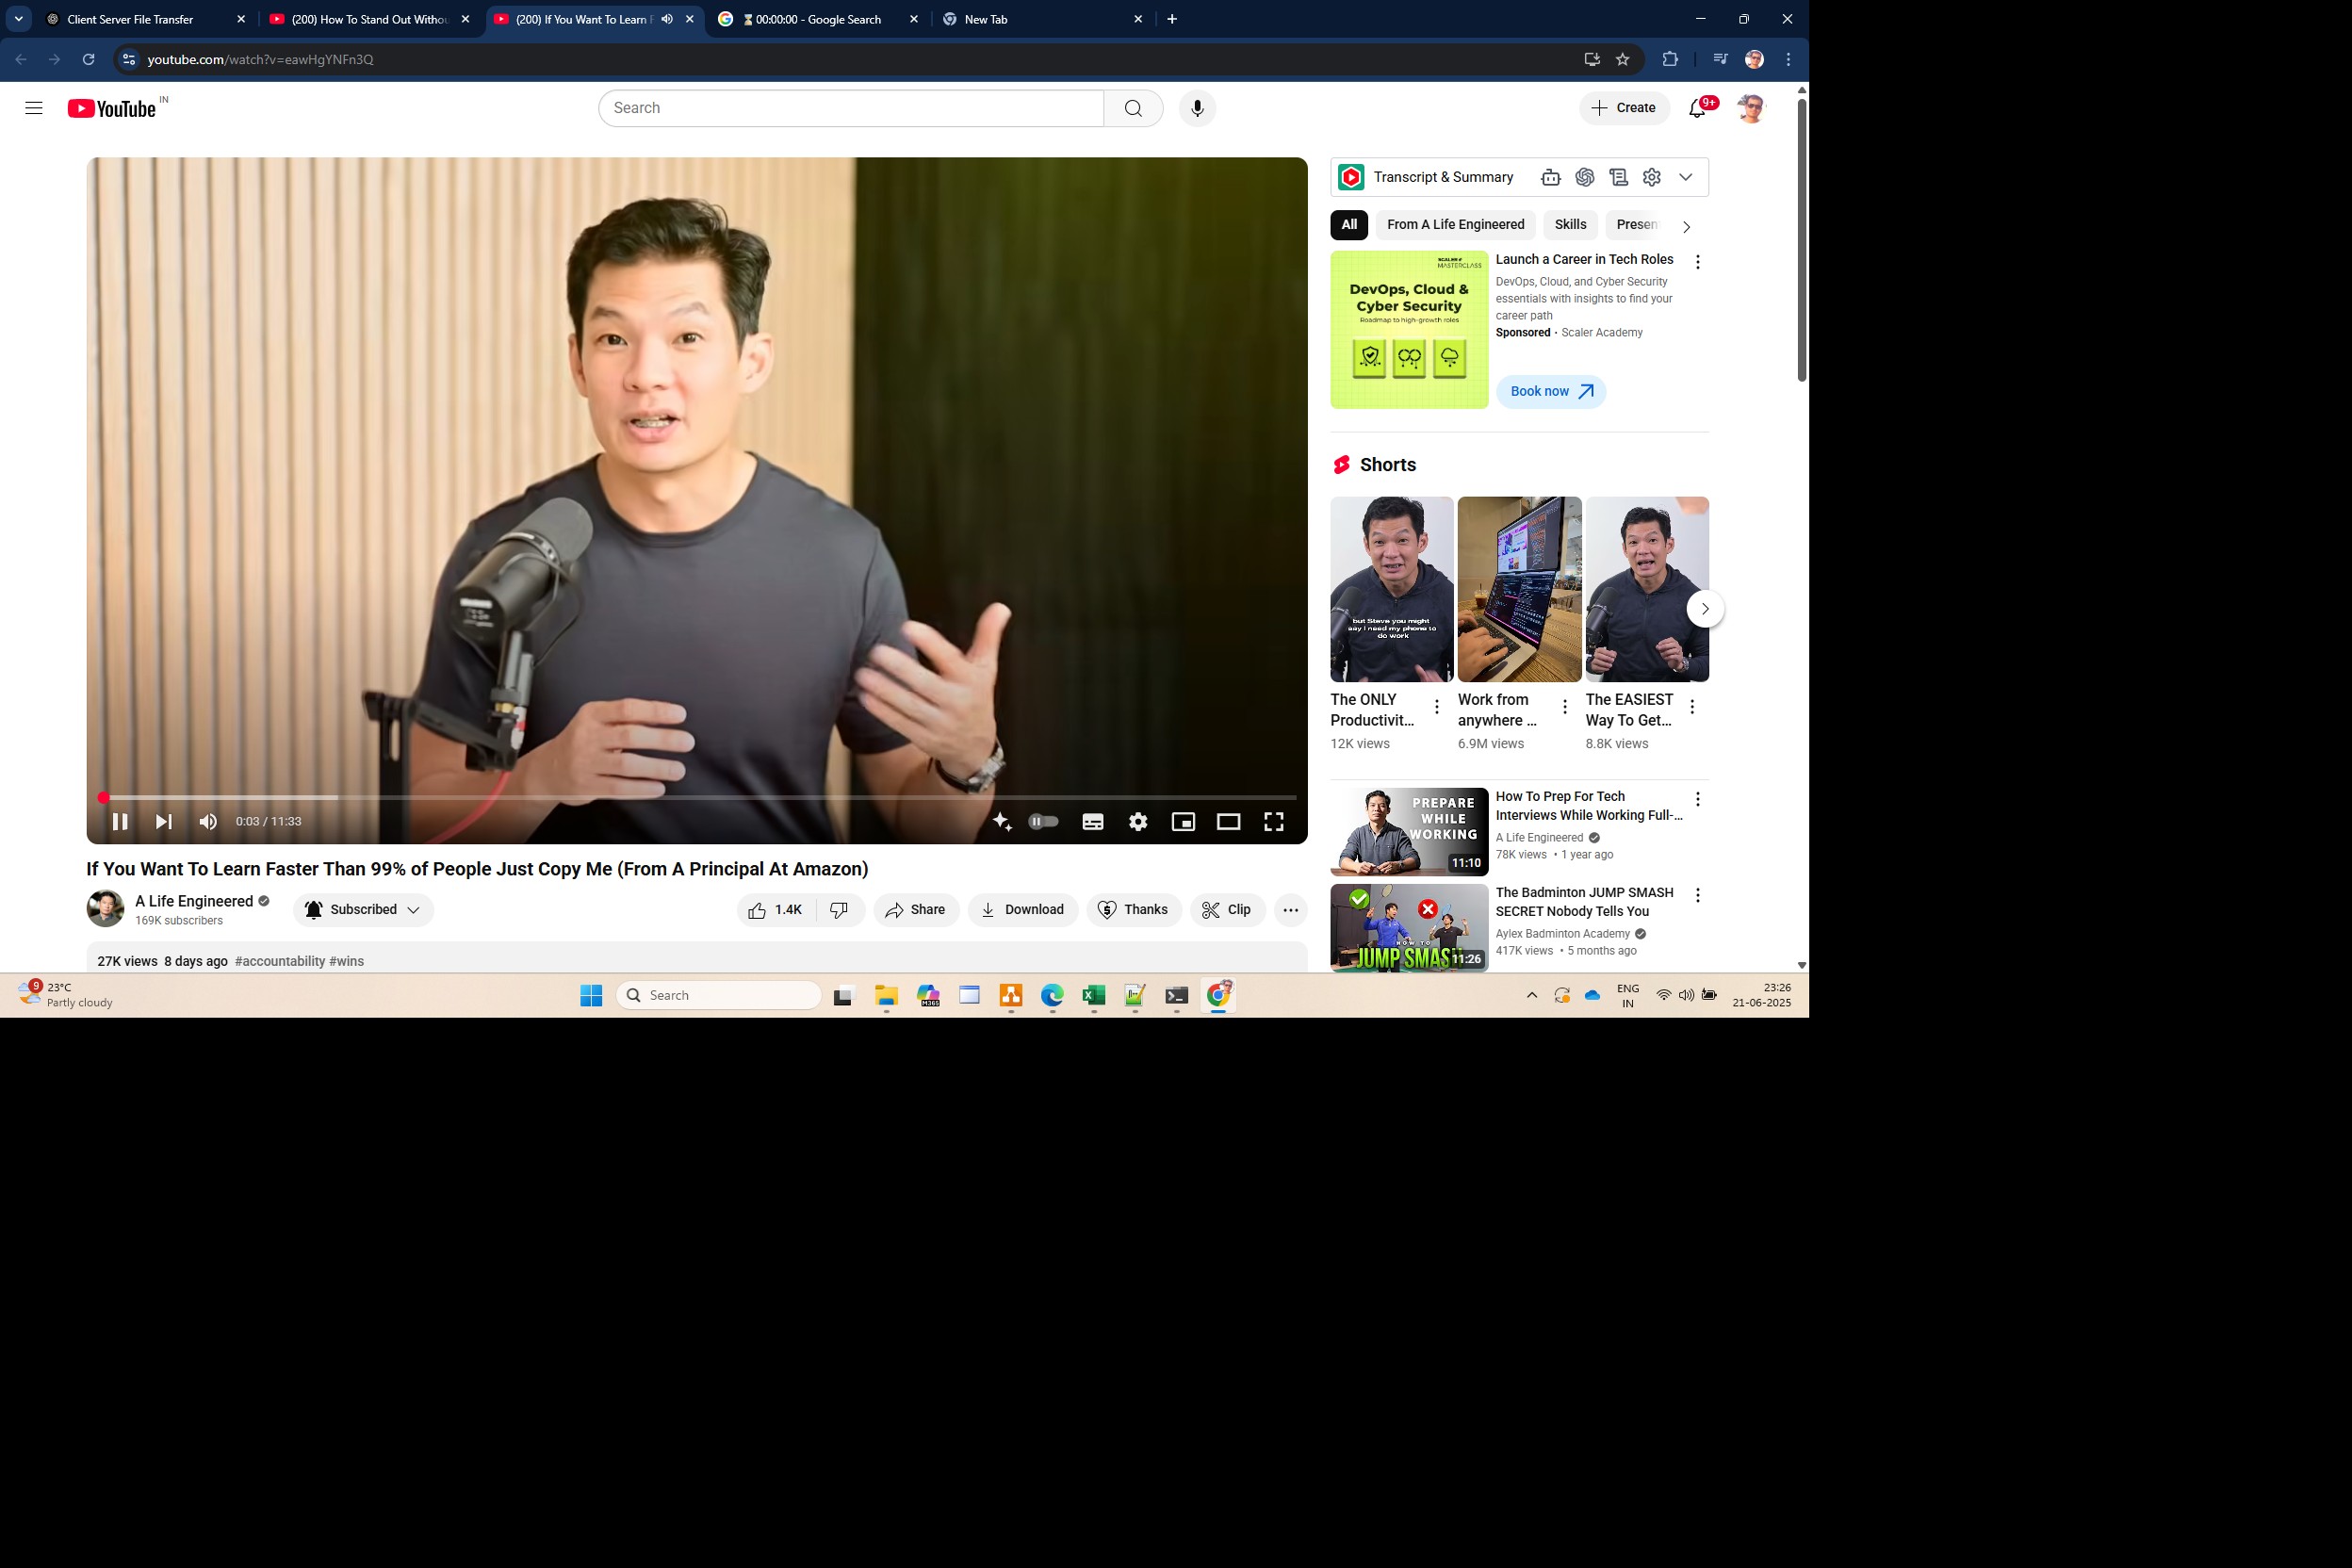 Client Server File Transfer
(200) How To Stand Out Withou
(200) If You Want To Learn F
⌛ 00:00:00 - Google Search
New Tab
youtube.com/watch?v=eawHgYNFn3Q
YouTube IN
Search
Create
9+
Transcript & Summary
All
From A Life Engineered
Skills
Presen
SCALER
MASTERCLASS
DevOps, Cloud &
Cyber Security
Roadmap to high-growth roles
Launch a Career in Tech Roles
DevOps, Cloud, and Cyber Security
essentials with insights to find your
career path
Sponsored · Scaler Academy
Book now
Shorts
but Steve you might
say I need my phone to
do work
The ONLY
Productivit...
12K views
Work from
anywhere ...
6.9M views
The EASIEST
Way To Get...
8.8K views
0:03 / 11:33
If You Want To Learn Faster Than 99% of People Just Copy Me (From A Principal At Amazon)
A Life Engineered
169K subscribers
Subscribed
1.4K
Share
Download
Thanks
Clip
27K views 8 days ago #accountability #wins
PREPARE
WHILE
WORKING
11:10
How To Prep For Tech
Interviews While Working Full-...
A Life Engineered
78K views • 1 year ago
HOW TO
JUMP SMASH
11:26
The Badminton JUMP SMASH
SECRET Nobody Tells You
Aylex Badminton Academy
417K views • 5 months ago
9
23°C
Partly cloudy
Search
M365
ENG
IN
23:26
21-06-2025